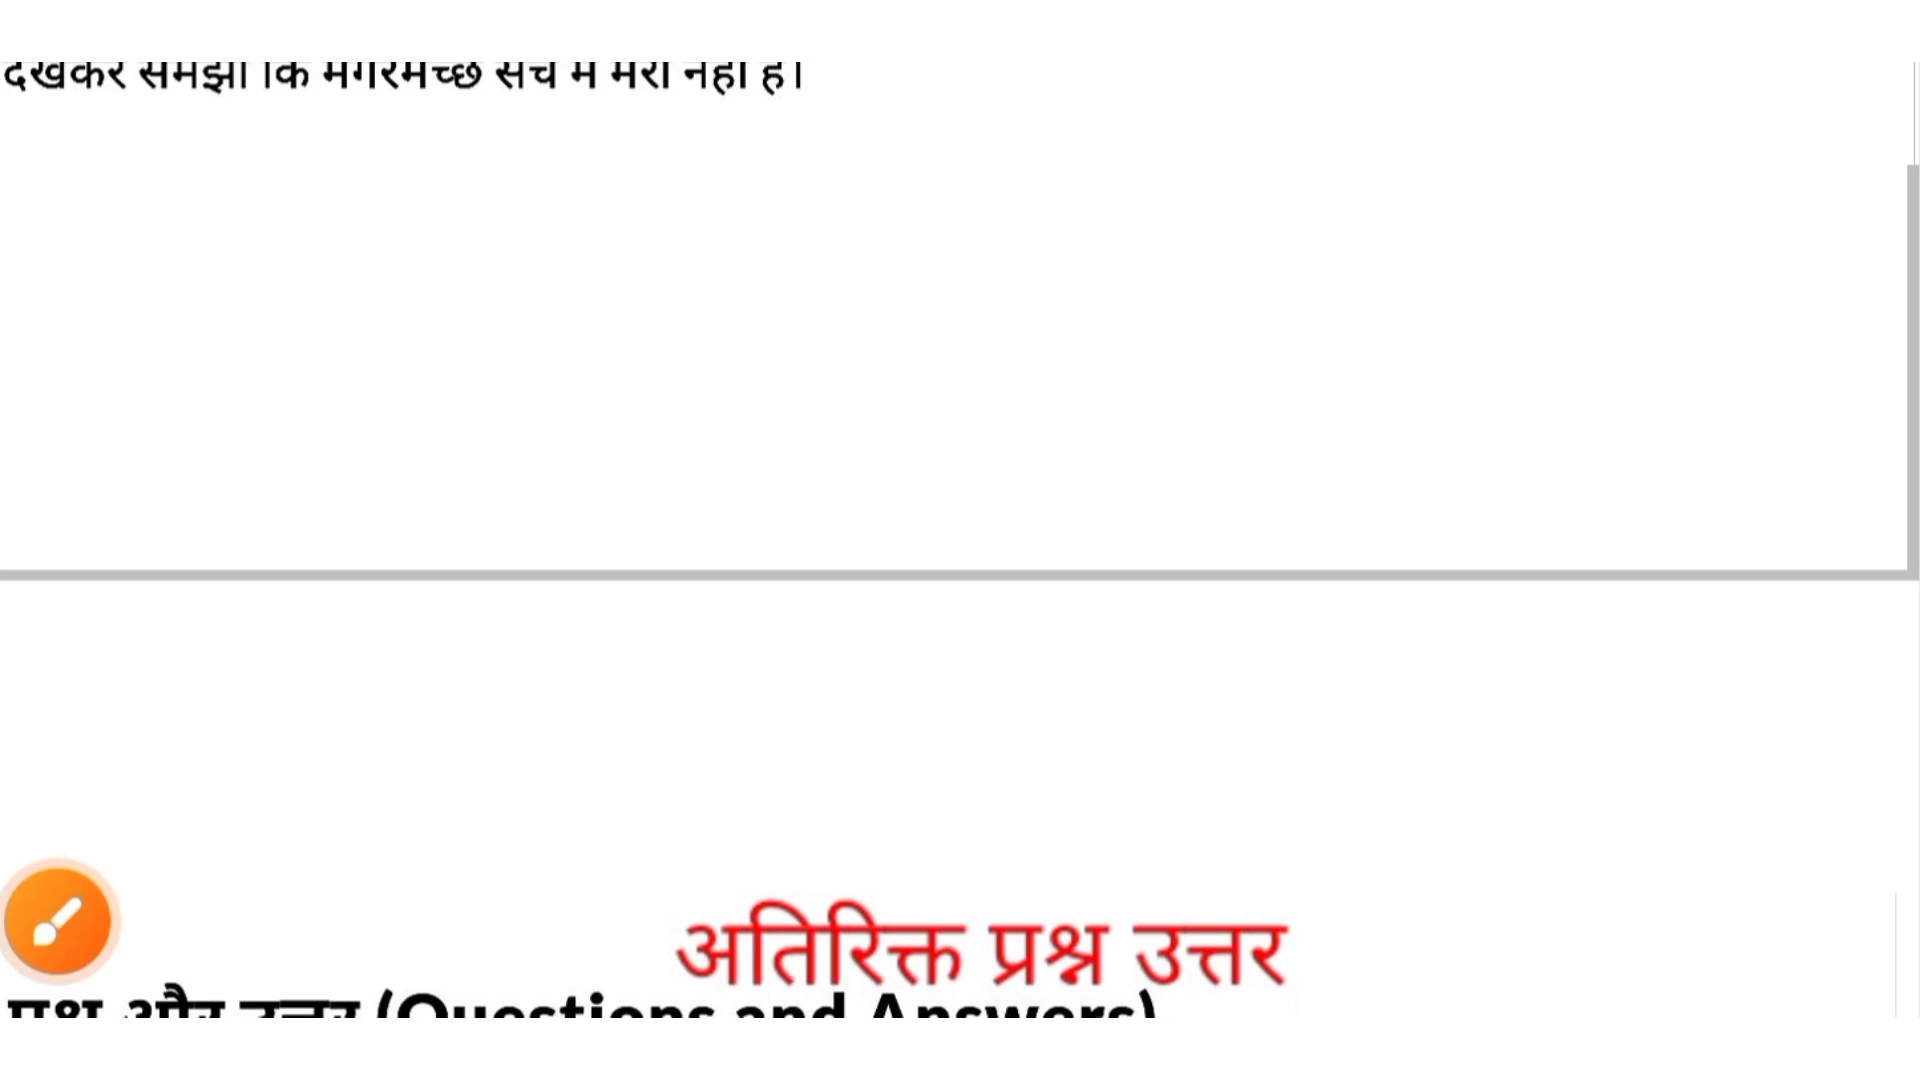 देखकर समझो कि मगरमच्छ सच में मरा नहीं है।
अतिरिक्त प्रश्न उत्तर
प्रश्न और उत्तर (Questions and Answers)